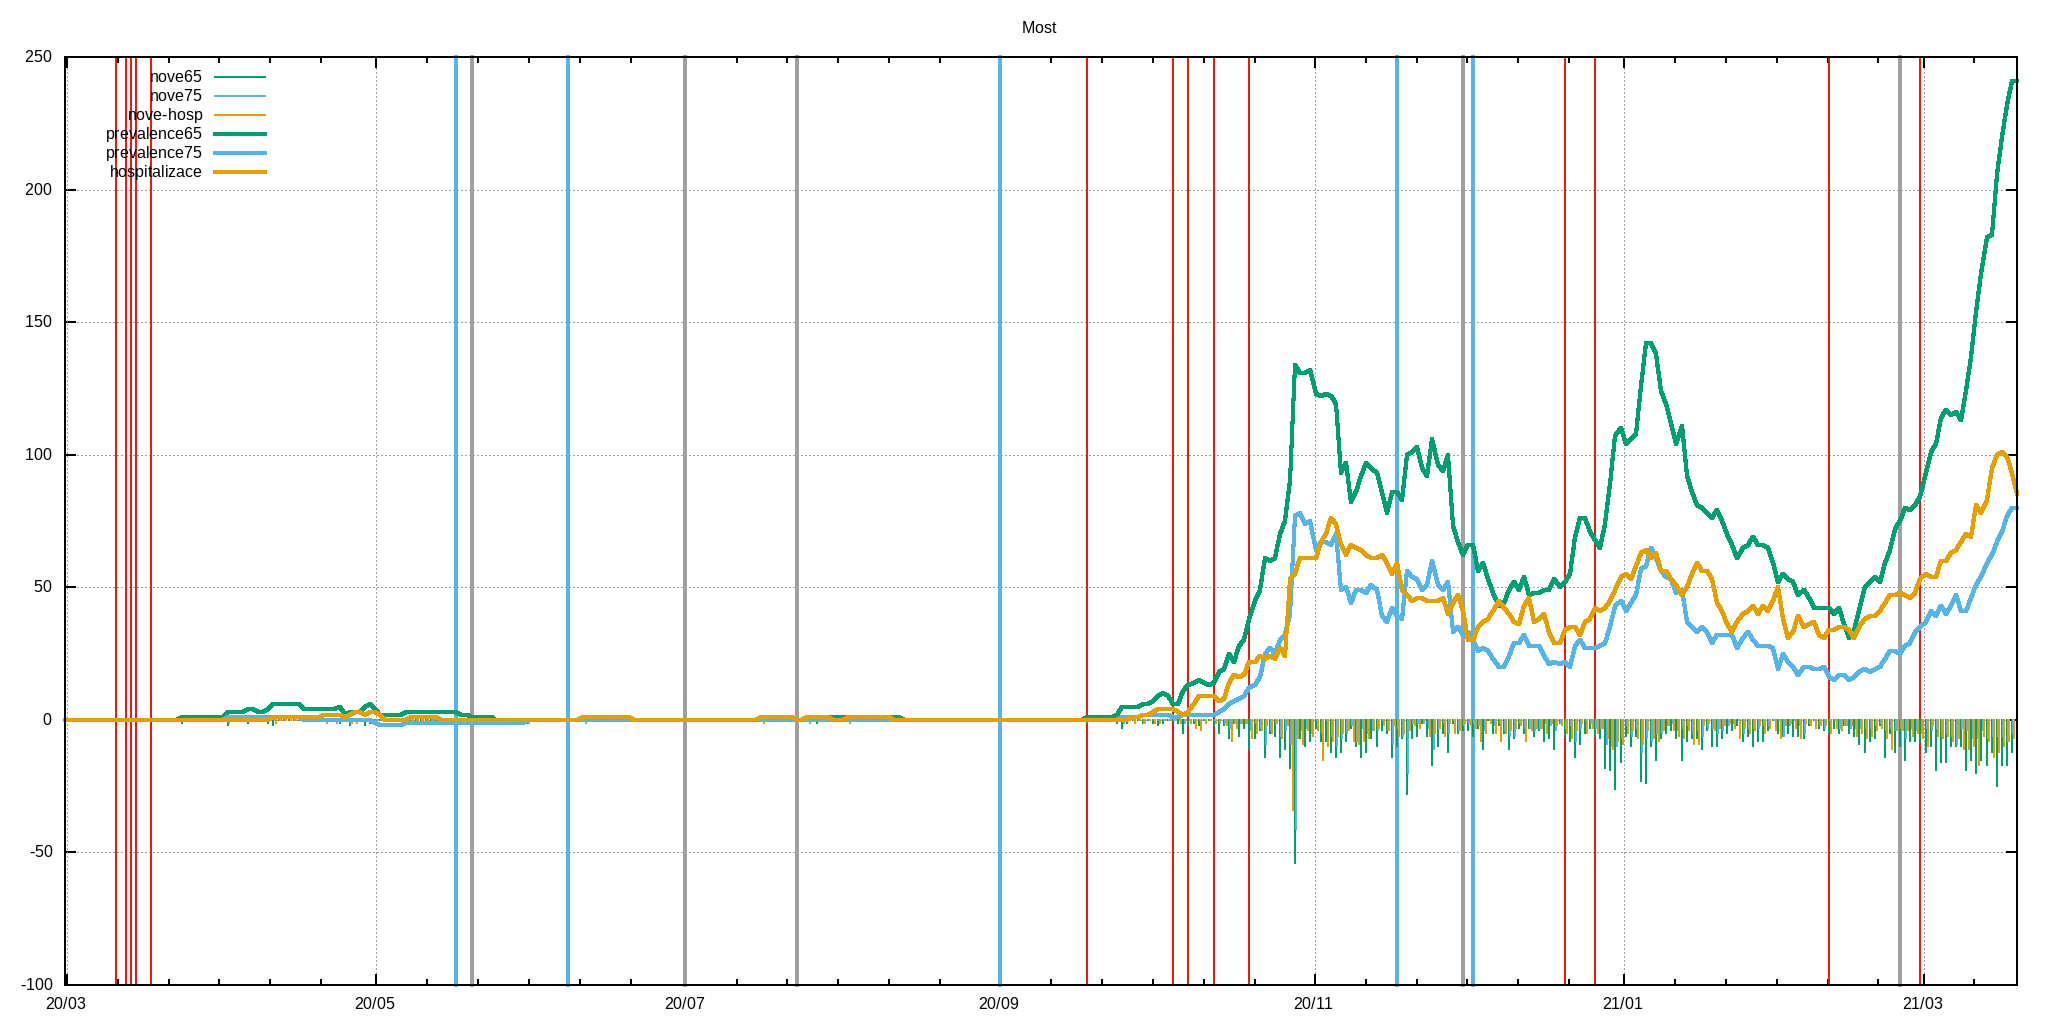 Most
250
200
150
100
50
0
-50
-100
nove65
nove75
nove-hosp
prevalence65
prevalence75
hospitalizace
20/03 20/05 20/07 20/09 20/11 21/01 21/03